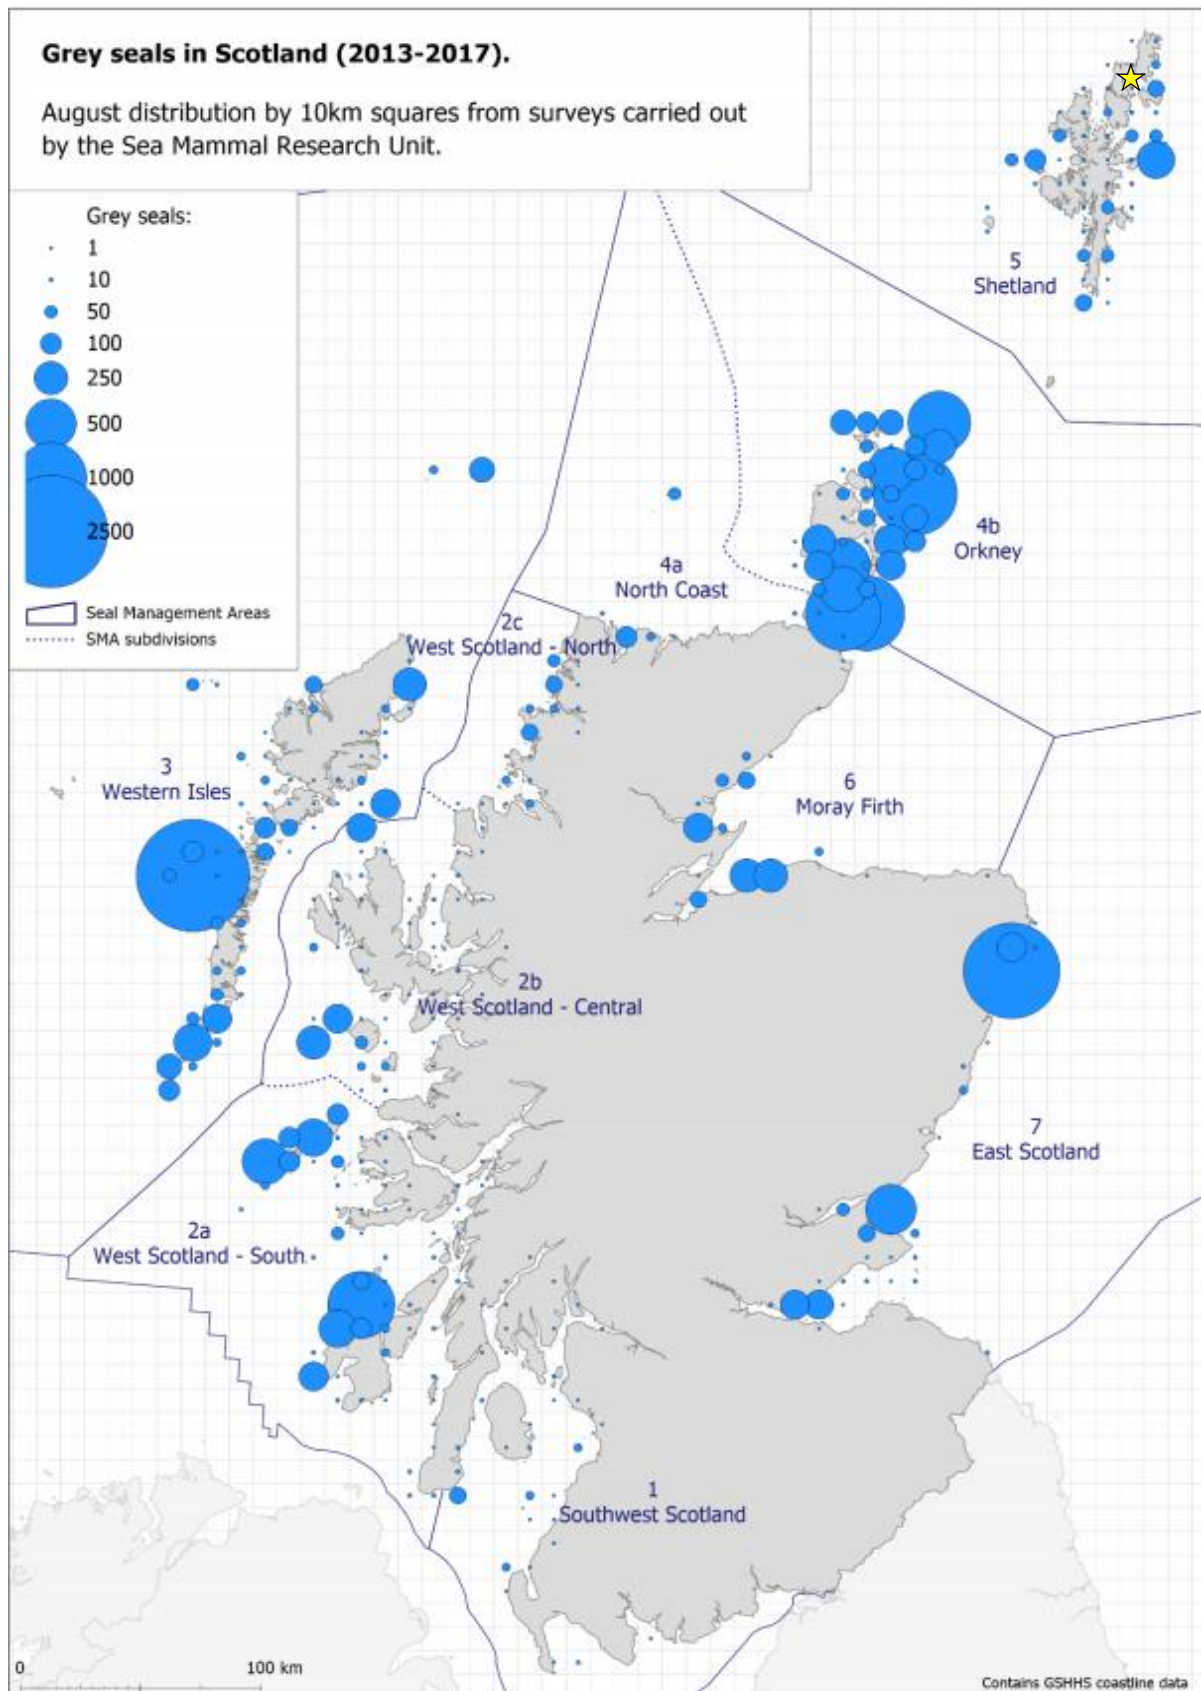 Grey seals in Scotland (2013-2017).
August distribution by 10km squares from surveys carried out
by the Sea Mammal Research Unit.
Grey seals:
1
10
50
100
250
500
1000
2500
Seal Management Areas
SMA subdivisions
5
Shetland
4b
Orkney
4a
North Coast
2c
West Scotland - North
3
Western Isles
6
Moray Firth
2b
West Scotland - Central
7
East Scotland
2a
West Scotland - South
1
Southwest Scotland
0
100 km
Contains GSHHS coastline data